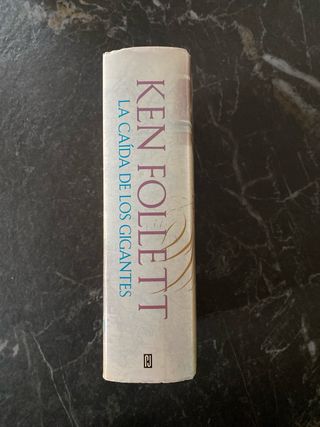 KEN FOLLETT
LA CAÍDA DE LOS GIGANTES